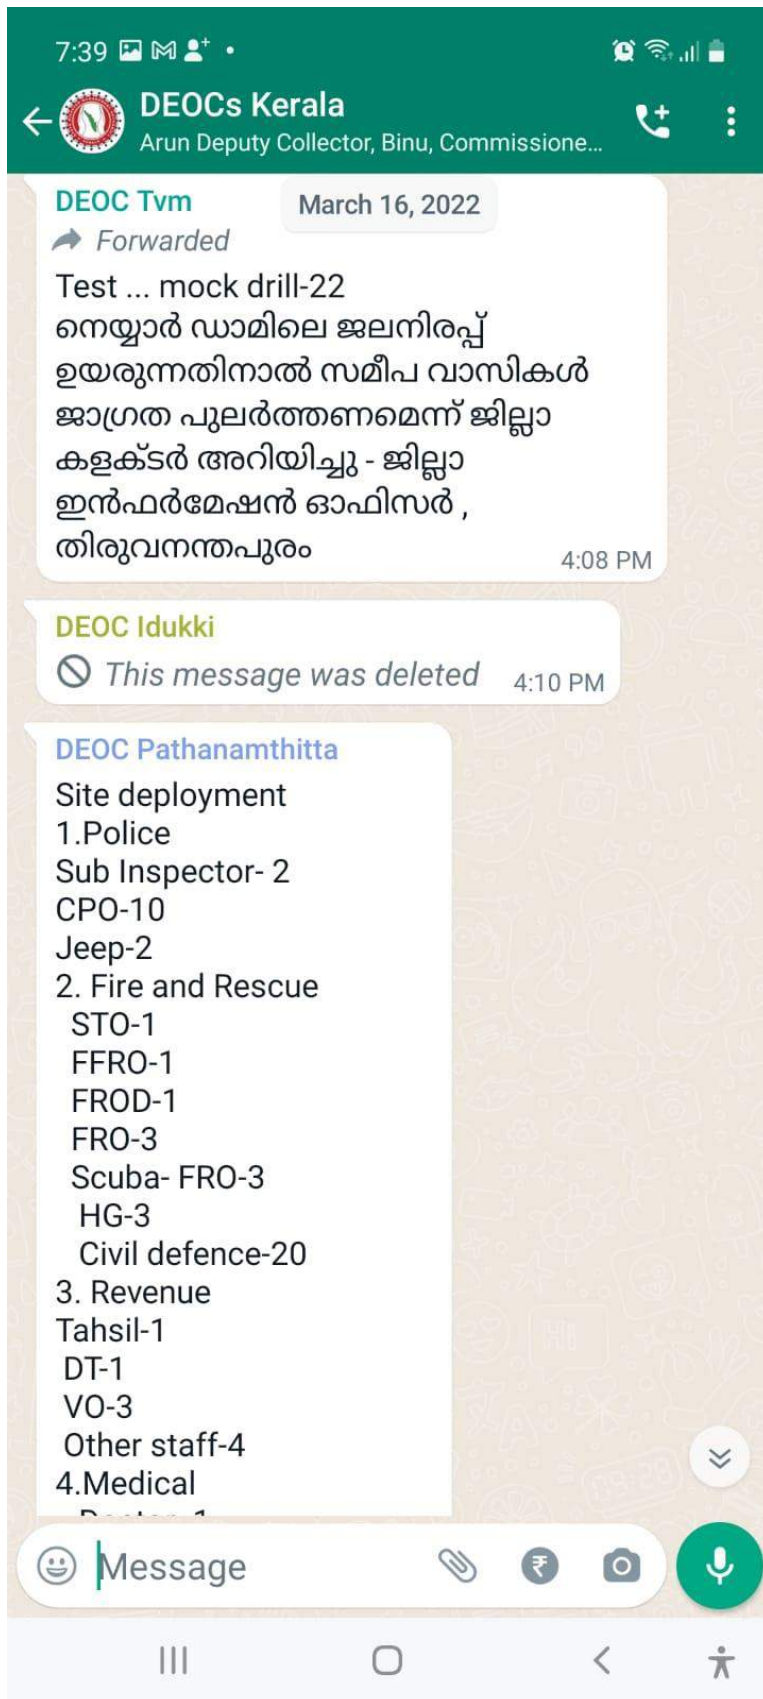 7:39
DEOCs Kerala
Arun Deputy Collector, Binu, Commissione...
DEOC Tvm
March 16, 2022
Forwarded
Test ... mock drill-22
നെയ്യാർ ഡാമിലെ ജലനിരപ്പ്
ഉയരുന്നതിനാൽ സമീപ വാസികൾ
ജാഗ്രത പുലർത്തണമെന്ന് ജില്ലാ
കളക്ടർ അറിയിച്ചു - ജില്ലാ
ഇൻഫർമേഷൻ ഓഫിസർ ,
തിരുവനന്തപുരം
4:08 PM
DEOC Idukki
This message was deleted
4:10 PM
DEOC Pathanamthitta
Site deployment
1.Police
Sub Inspector- 2
CPO-10
Jeep-2
2. Fire and Rescue
STO-1
FFRO-1
FROD-1
FRO-3
Scuba- FRO-3
HG-3
Civil defence-20
3. Revenue
Tahsil-1
DT-1
VO-3
Other staff-4
4.Medical
Message